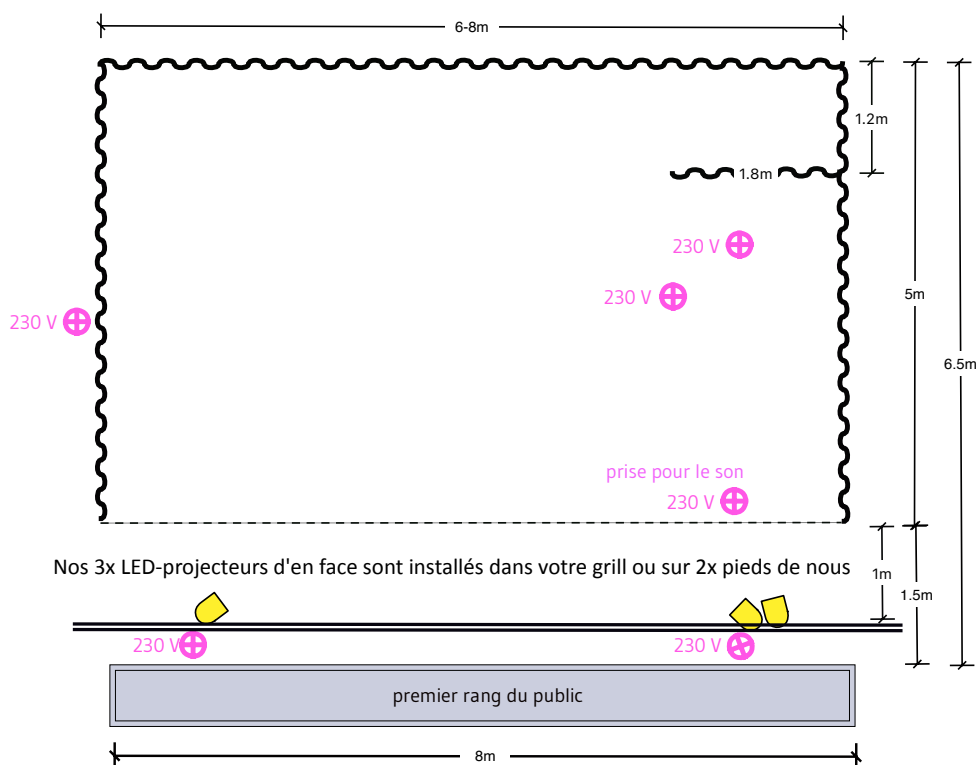 6-8m
1.2m
1.8m
230 V
230 V
5m
230 V
6.5m
prise pour le son
230 V
Nos 3x LED-projecteurs d'en face sont installés dans votre grill ou sur 2x pieds de nous
1m
1.5m
230 V
230 V
premier rang du public
8m